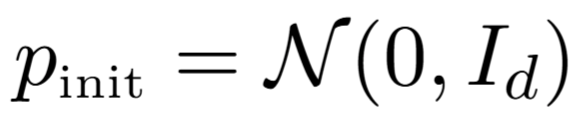 p_init = 𝒩(0, I_d)